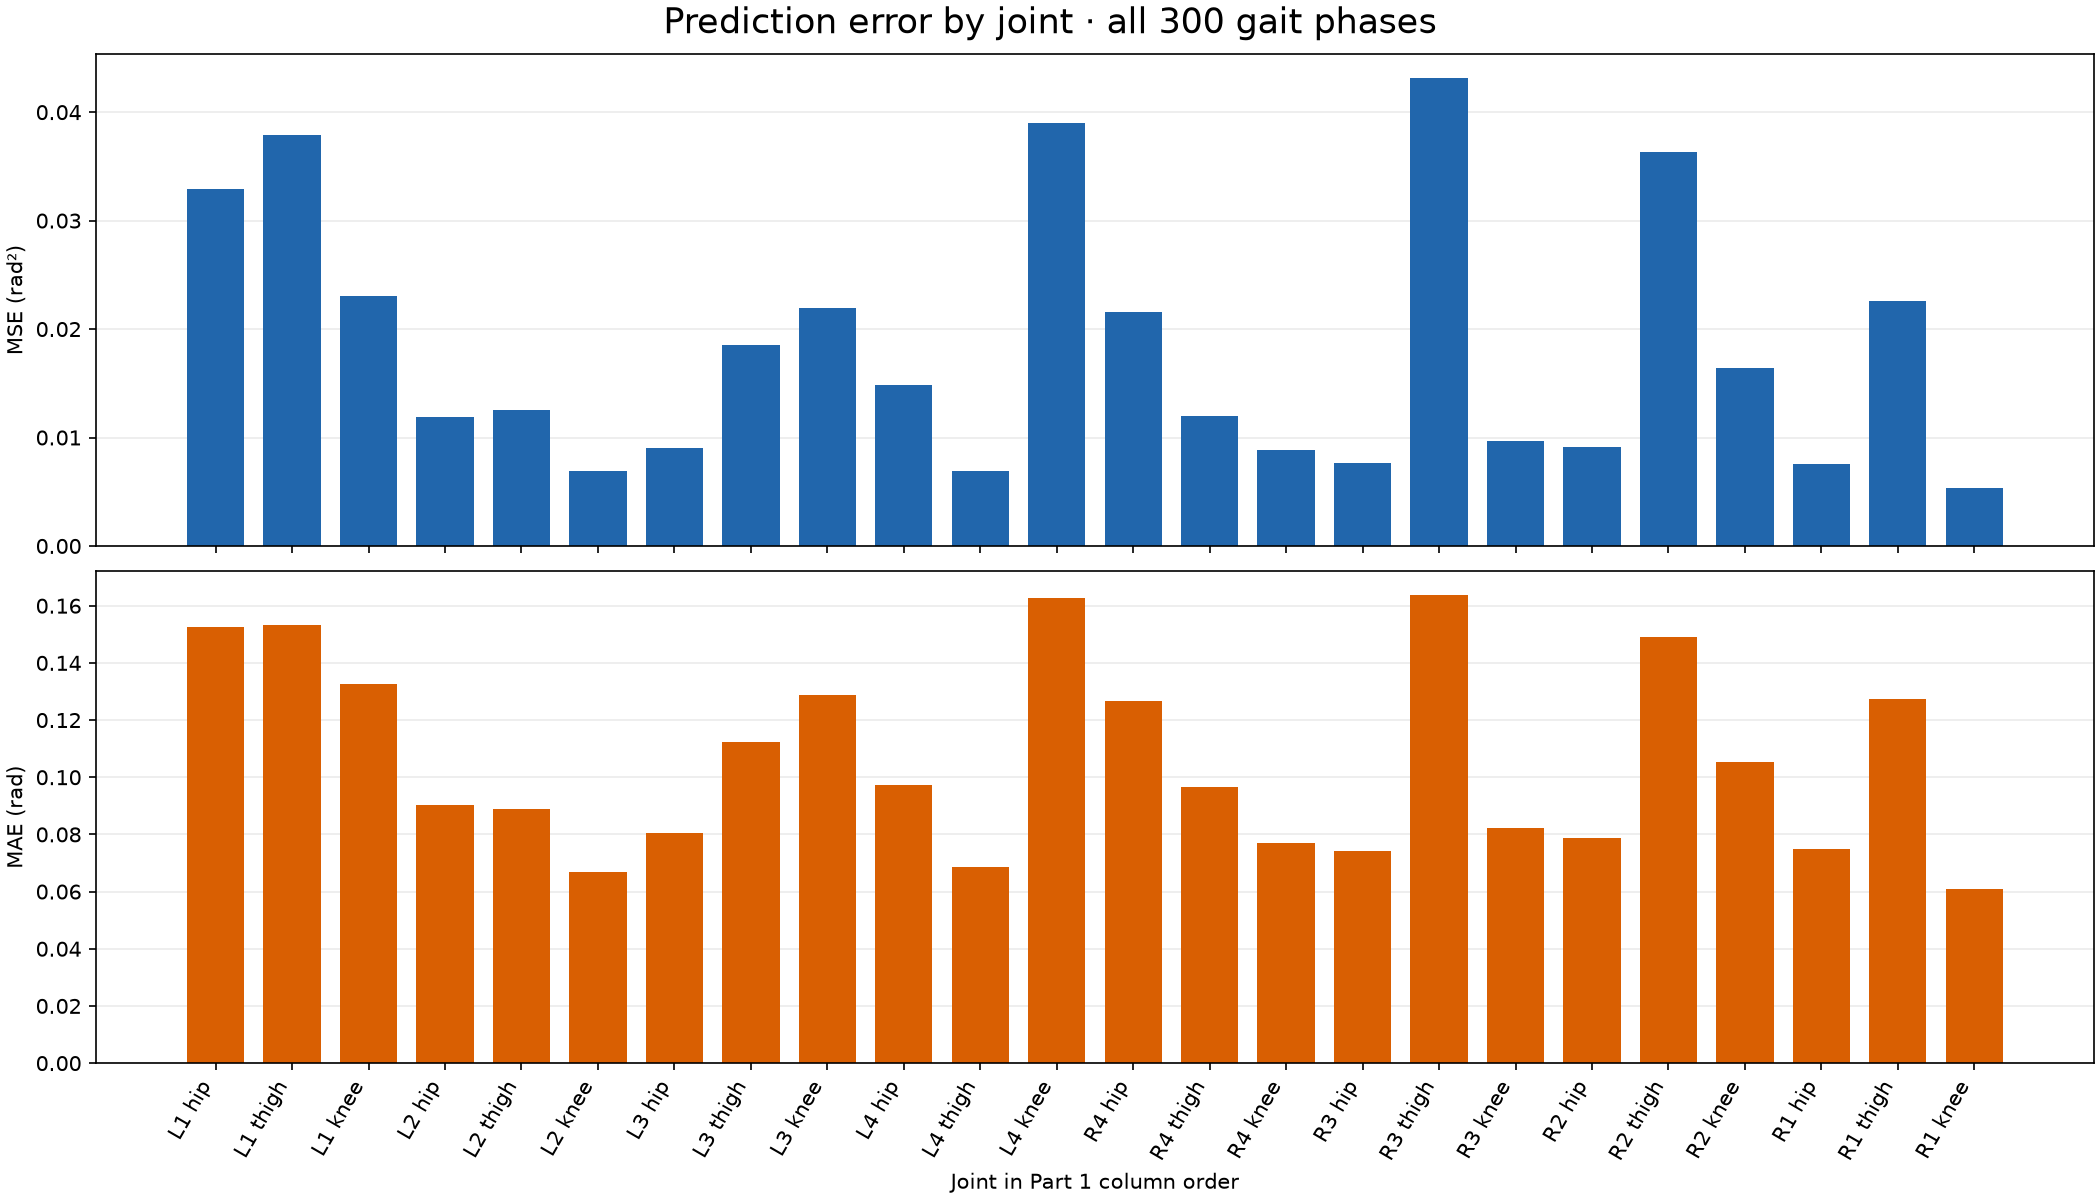 Prediction error by joint · all 300 gait phases
MSE (rad²)
0.04
0.03
0.02
0.01
0.00
MAE (rad)
0.16
0.14
0.12
0.10
0.08
0.06
0.04
0.02
0.00
L1 hip
L1 thigh
L1 knee
L2 hip
L2 thigh
L2 knee
L3 hip
L3 thigh
L3 knee
L4 hip
L4 thigh
L4 knee
R4 hip
R4 thigh
R4 knee
R3 hip
R3 thigh
R3 knee
R2 hip
R2 thigh
R2 knee
R1 hip
R1 thigh
R1 knee
Joint in Part 1 column order